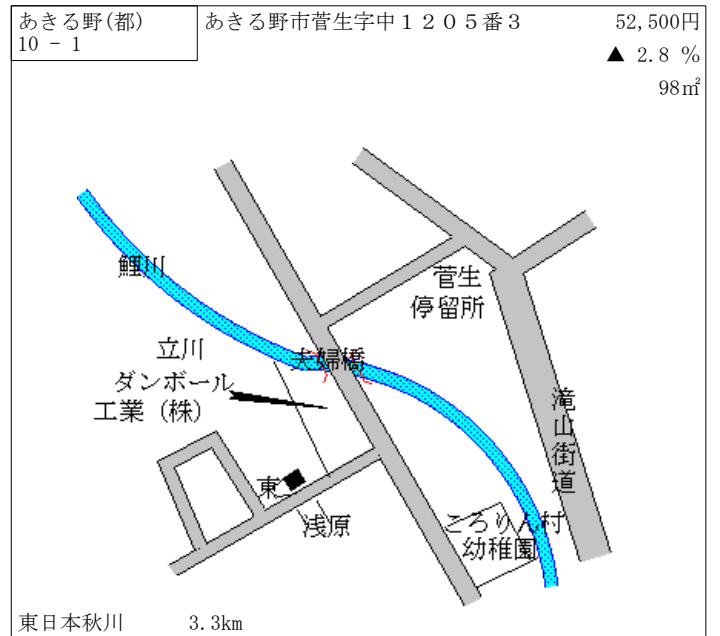 あきる野(都)
10 － 1
あきる野市菅生字中１２０５番３
52,500円
▲ 2.8 %
98㎡
鯉川
菅生
停留所
立川
ダンボール
工業（株）
夫婦橋
滝山街道
東
浅原
ころりん村
幼稚園
東日本秋川 3.3km